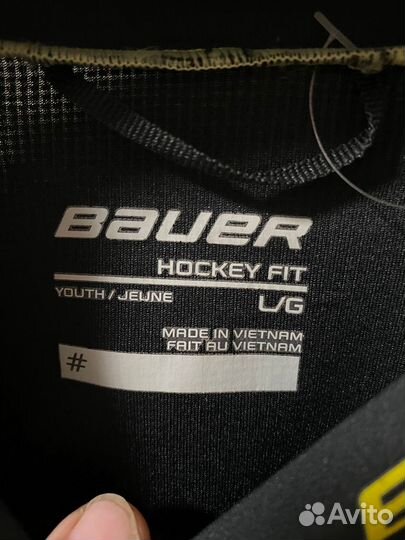 BAUER
HOCKEY FIT
YOUTH / JEUNE L/G
MADE IN VIETNAM
FAIT AU VIETNAM
#
Avito